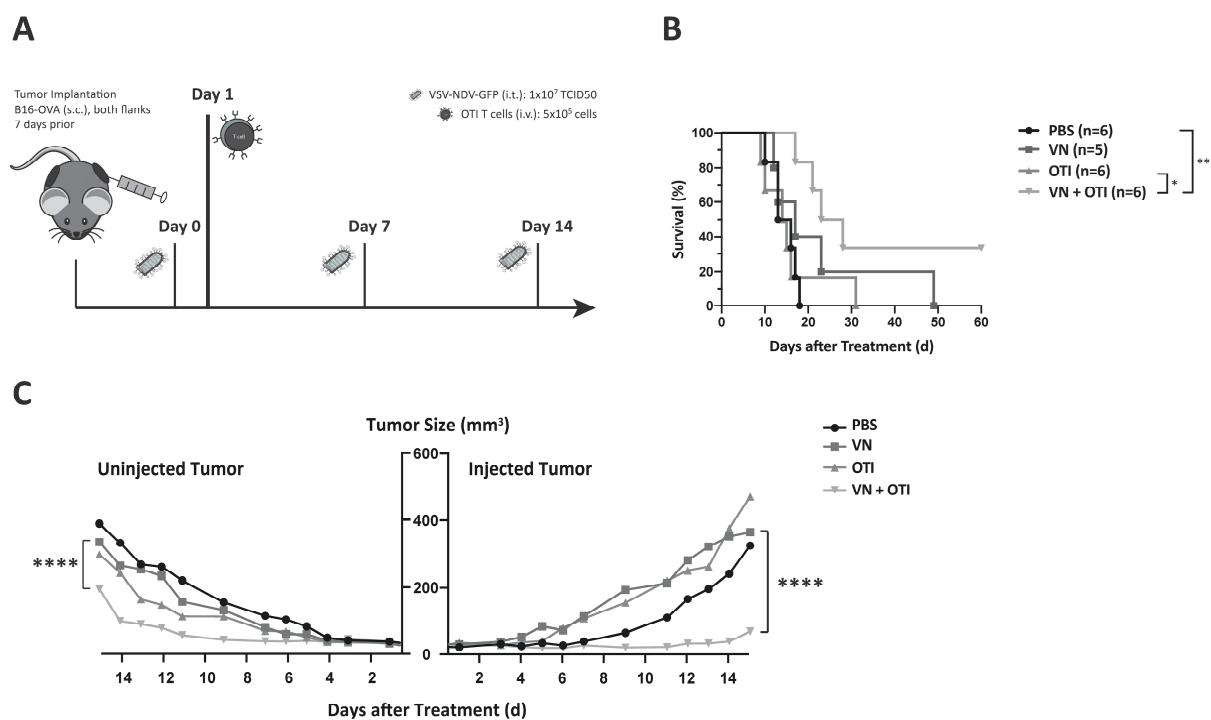 A
Tumor Implantation
B16-OVA (s.c.), both flanks
7 days prior
Day 1
T cell
VSV-NDV-GFP (i.t.): 1x10⁷ TCID50
OTI T cells (i.v.): 5x10⁵ cells
Day 0
Day 7
Day 14
B
Survival (%)
100
80
60
40
20
0
0 10 20 30 40 50 60
Days after Treatment (d)
PBS (n=6)
VN (n=5)
OTI (n=6)
VN + OTI (n=6)
*
**
C
Tumor Size (mm³)
Uninjected Tumor
Injected Tumor
600
400
200
0
****
****
14 12 10 8 6 4 2
2 4 6 8 10 12 14
Days after Treatment (d)
PBS
VN
OTI
VN + OTI